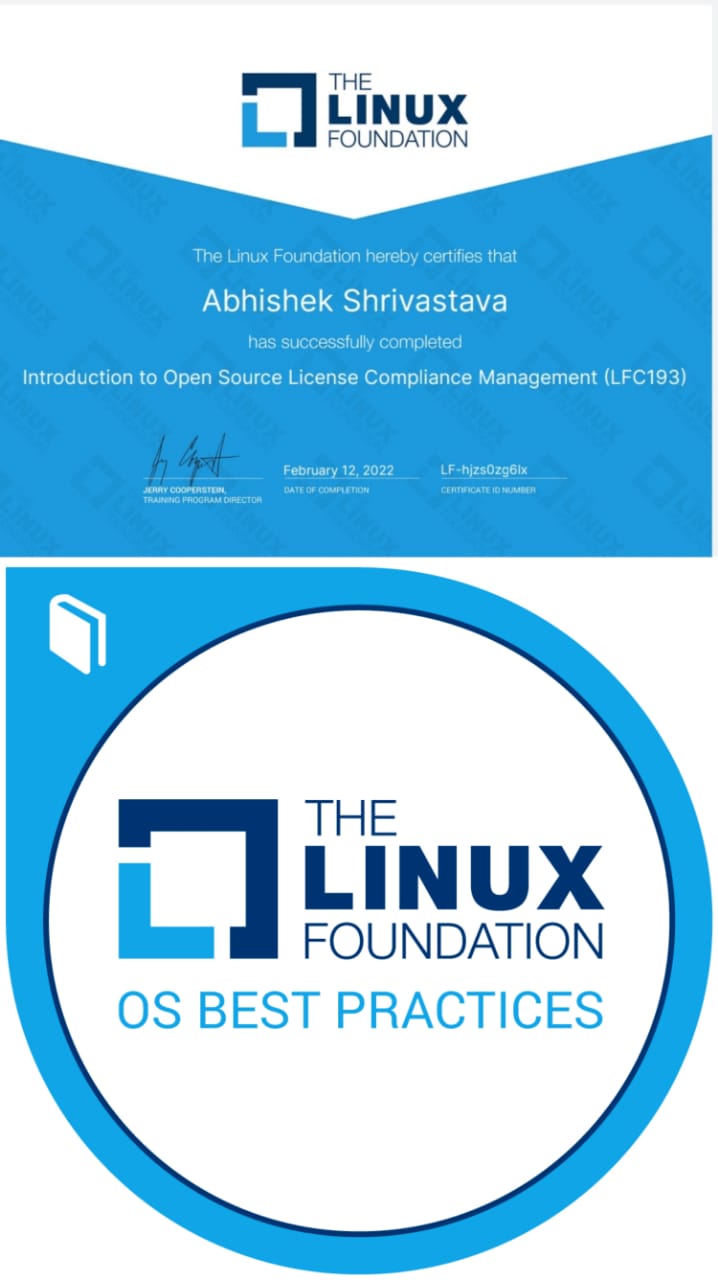 THE
LINUX
FOUNDATION
The Linux Foundation hereby certifies that
Abhishek Shrivastava
has successfully completed
Introduction to Open Source License Compliance Management (LFC193)
February 12, 2022
LF-hjzs0zg6lx
JERRY COOPERSTEIN,
TRAINING PROGRAM DIRECTOR
DATE OF COMPLETION
CERTIFICATE ID NUMBER
THE
LINUX
FOUNDATION
OS BEST PRACTICES